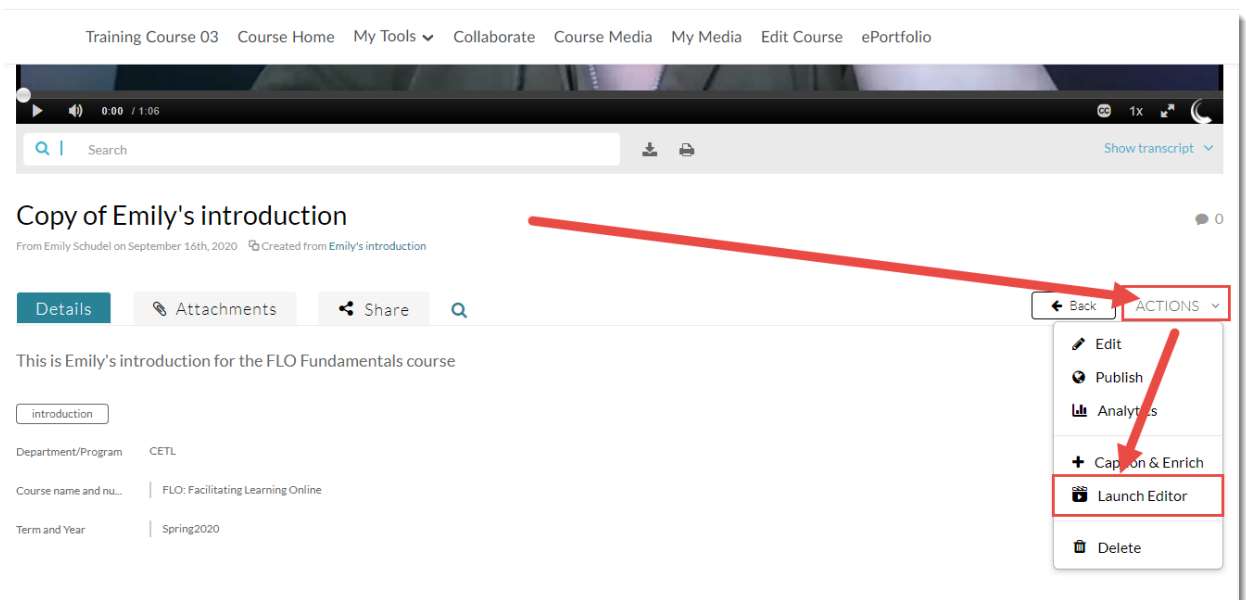 Training Course 03 Course Home My Tools Collaborate Course Media My Media Edit Course ePortfolio
0:00 / 1:06 CC 1x
Search Show transcript
Copy of Emily's introduction 0
From Emily Schudel on September 16th, 2020 Created from Emily's introduction
Details Attachments Share Back ACTIONS
Edit
This is Emily's introduction for the FLO Fundamentals course
Publish
introduction
Analytics
Department/Program CETL
Caption & Enrich
Course name and nu... FLO: Facilitating Learning Online
Launch Editor
Term and Year Spring2020
Delete